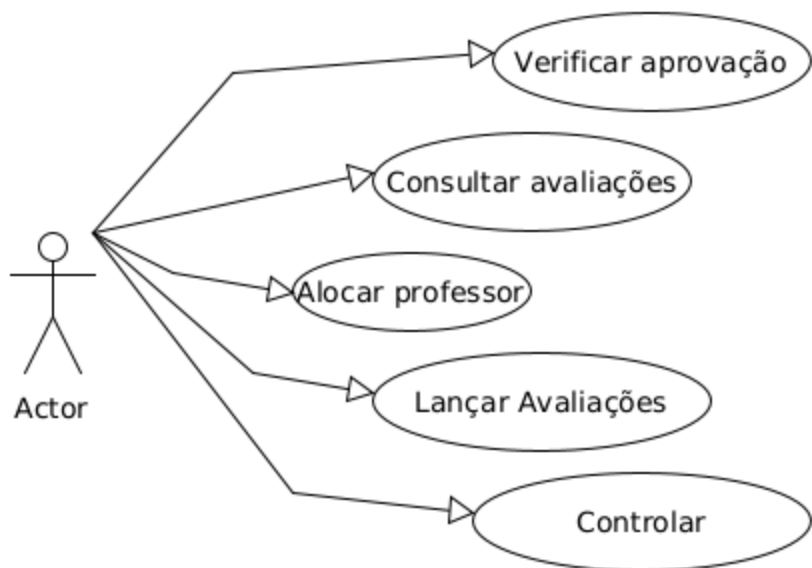 Verificar aprovação
Consultar avaliações
Alocar professor
Lançar Avaliações
Actor
Controlar